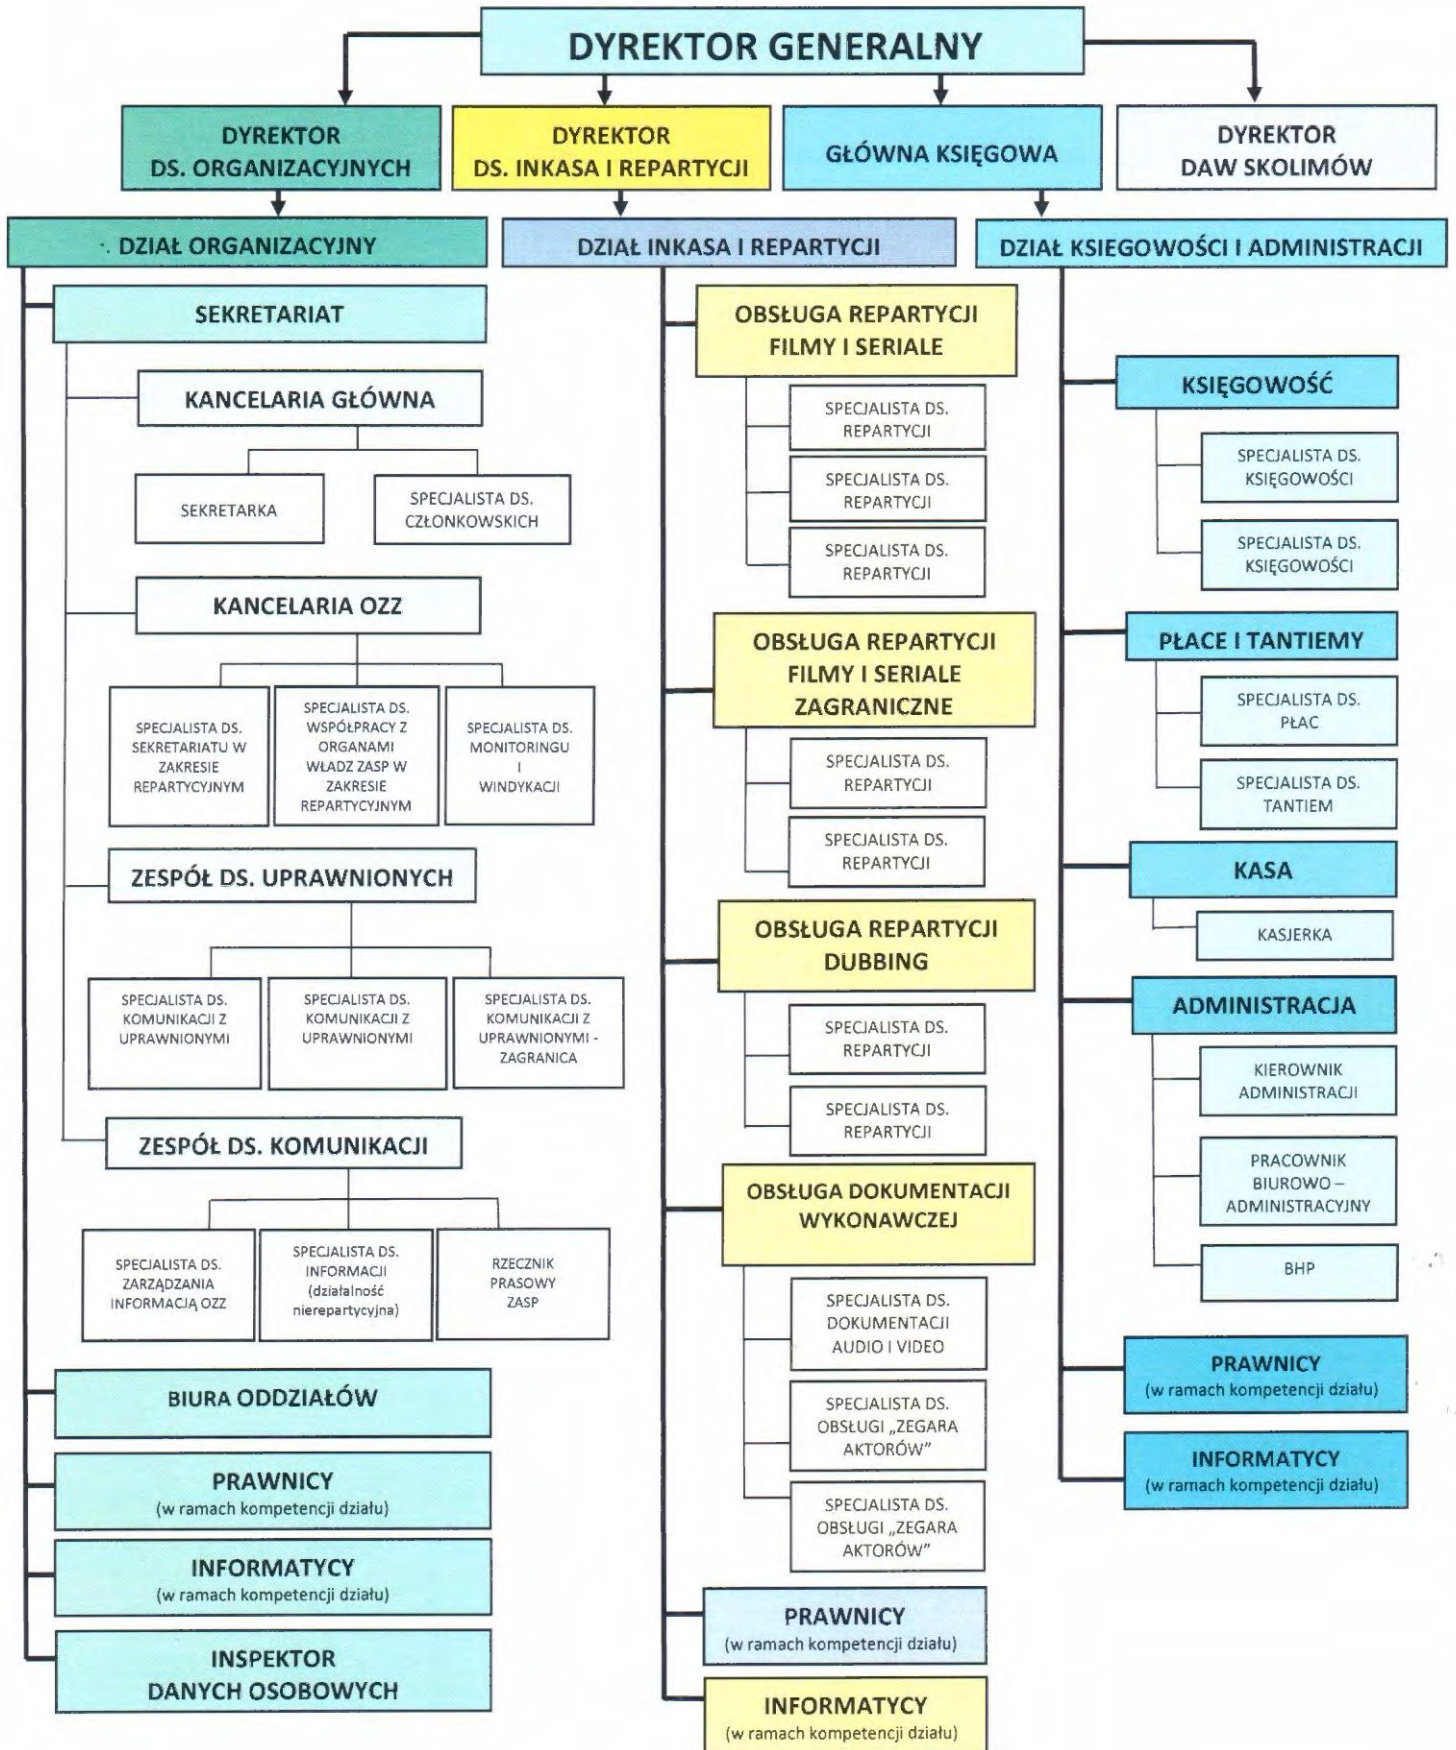 DYREKTOR GENERALNY
DYREKTOR
DS. ORGANIZACYJNYCH
DYREKTOR
DS. INKASA I REPARTYCJI
GŁÓWNA KSIĘGOWA
DYREKTOR
DAW SKOLIMÓW
DZIAŁ ORGANIZACYJNY
SEKRETARIAT
KANCELARIA GŁÓWNA
SEKRETARKA
SPECJALISTA DS.
CZŁONKOWSKICH
KANCELARIA OZZ
SPECJALISTA DS.
SEKRETARIATU W
ZAKRESIE
REPARTYCYJNYM
SPECJALISTA DS.
WSPÓŁPRACY Z
ORGANAMI
WŁADZ ZASP W
ZAKRESIE
REPARTYCYJNYM
SPECJALISTA DS.
MONITORINGU
I
WINDYKACJI
ZESPÓŁ DS. UPRAWNIONYCH
SPECJALISTA DS.
KOMUNIKACJI Z
UPRAWNIONYMI
SPECJALISTA DS.
KOMUNIKACJI Z
UPRAWNIONYMI
SPECJALISTA DS.
KOMUNIKACJI Z
UPRAWNIONYMI -
ZAGRANICA
ZESPÓŁ DS. KOMUNIKACJI
SPECJALISTA DS.
ZARZĄDZANIA
INFORMACJĄ OZZ
SPECJALISTA DS.
INFORMACJI
(działalność
nierepartycyjna)
RZECZNIK
PRASOWY
ZASP
BIURA ODDZIAŁÓW
PRAWNICY
(w ramach kompetencji działu)
INFORMATYCY
(w ramach kompetencji działu)
INSPEKTOR
DANYCH OSOBOWYCH
DZIAŁ INKASA I REPARTYCJI
OBSŁUGA REPARTYCJI
FILMY I SERIALE
SPECJALISTA DS.
REPARTYCJI
SPECJALISTA DS.
REPARTYCJI
SPECJALISTA DS.
REPARTYCJI
OBSŁUGA REPARTYCJI
FILMY I SERIALE
ZAGRANICZNE
SPECJALISTA DS.
REPARTYCJI
SPECJALISTA DS.
REPARTYCJI
OBSŁUGA REPARTYCJI
DUBBING
SPECJALISTA DS.
REPARTYCJI
SPECJALISTA DS.
REPARTYCJI
OBSŁUGA DOKUMENTACJI
WYKONAWCZEJ
SPECJALISTA DS.
DOKUMENTACJI
AUDIO I VIDEO
SPECJALISTA DS.
OBSŁUGI „ZEGARA
AKTORÓW”
SPECJALISTA DS.
OBSŁUGI „ZEGARA
AKTORÓW”
PRAWNICY
(w ramach kompetencji działu)
INFORMATYCY
(w ramach kompetencji działu)
DZIAŁ KSIEGOWOŚCI I ADMINISTRACJI
KSIĘGOWOŚĆ
SPECJALISTA DS.
KSIĘGOWOŚCI
SPECJALISTA DS.
KSIĘGOWOŚCI
PŁACE I TANTIEMY
SPECJALISTA DS.
PŁAC
SPECJALISTA DS.
TANTIEM
KASA
KASJERKA
ADMINISTRACJA
KIEROWNIK
ADMINISTRACJI
PRACOWNIK
BIUROWO –
ADMINISTRACYJNY
BHP
PRAWNICY
(w ramach kompetencji działu)
INFORMATYCY
(w ramach kompetencji działu)